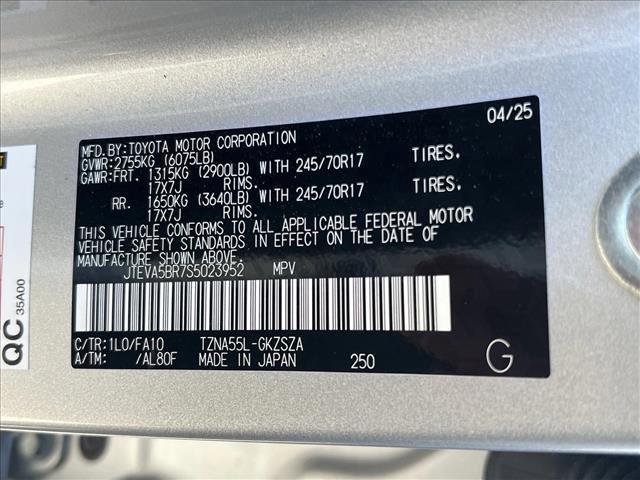 04/25
MFD.BY:TOYOTA MOTOR CORPORATION
GVWR:2755KG (6075LB)
GAWR:FRT. 1315KG (2900LB) WITH 245/70R17 TIRES.
17X7J RIMS.
RR. 1650KG (3640LB) WITH 245/70R17 TIRES.
17X7J RIMS.
THIS VEHICLE CONFORMS TO ALL APPLICABLE FEDERAL MOTOR
VEHICLE SAFETY STANDARDS IN EFFECT ON THE DATE OF
MANUFACTURE SHOWN ABOVE.
JTEVA5BR7S5023952 MPV
C/TR:1L0/FA10 TZNA55L-GKZSZA
A/TM: /AL80F MADE IN JAPAN 250 G
QC 35A00